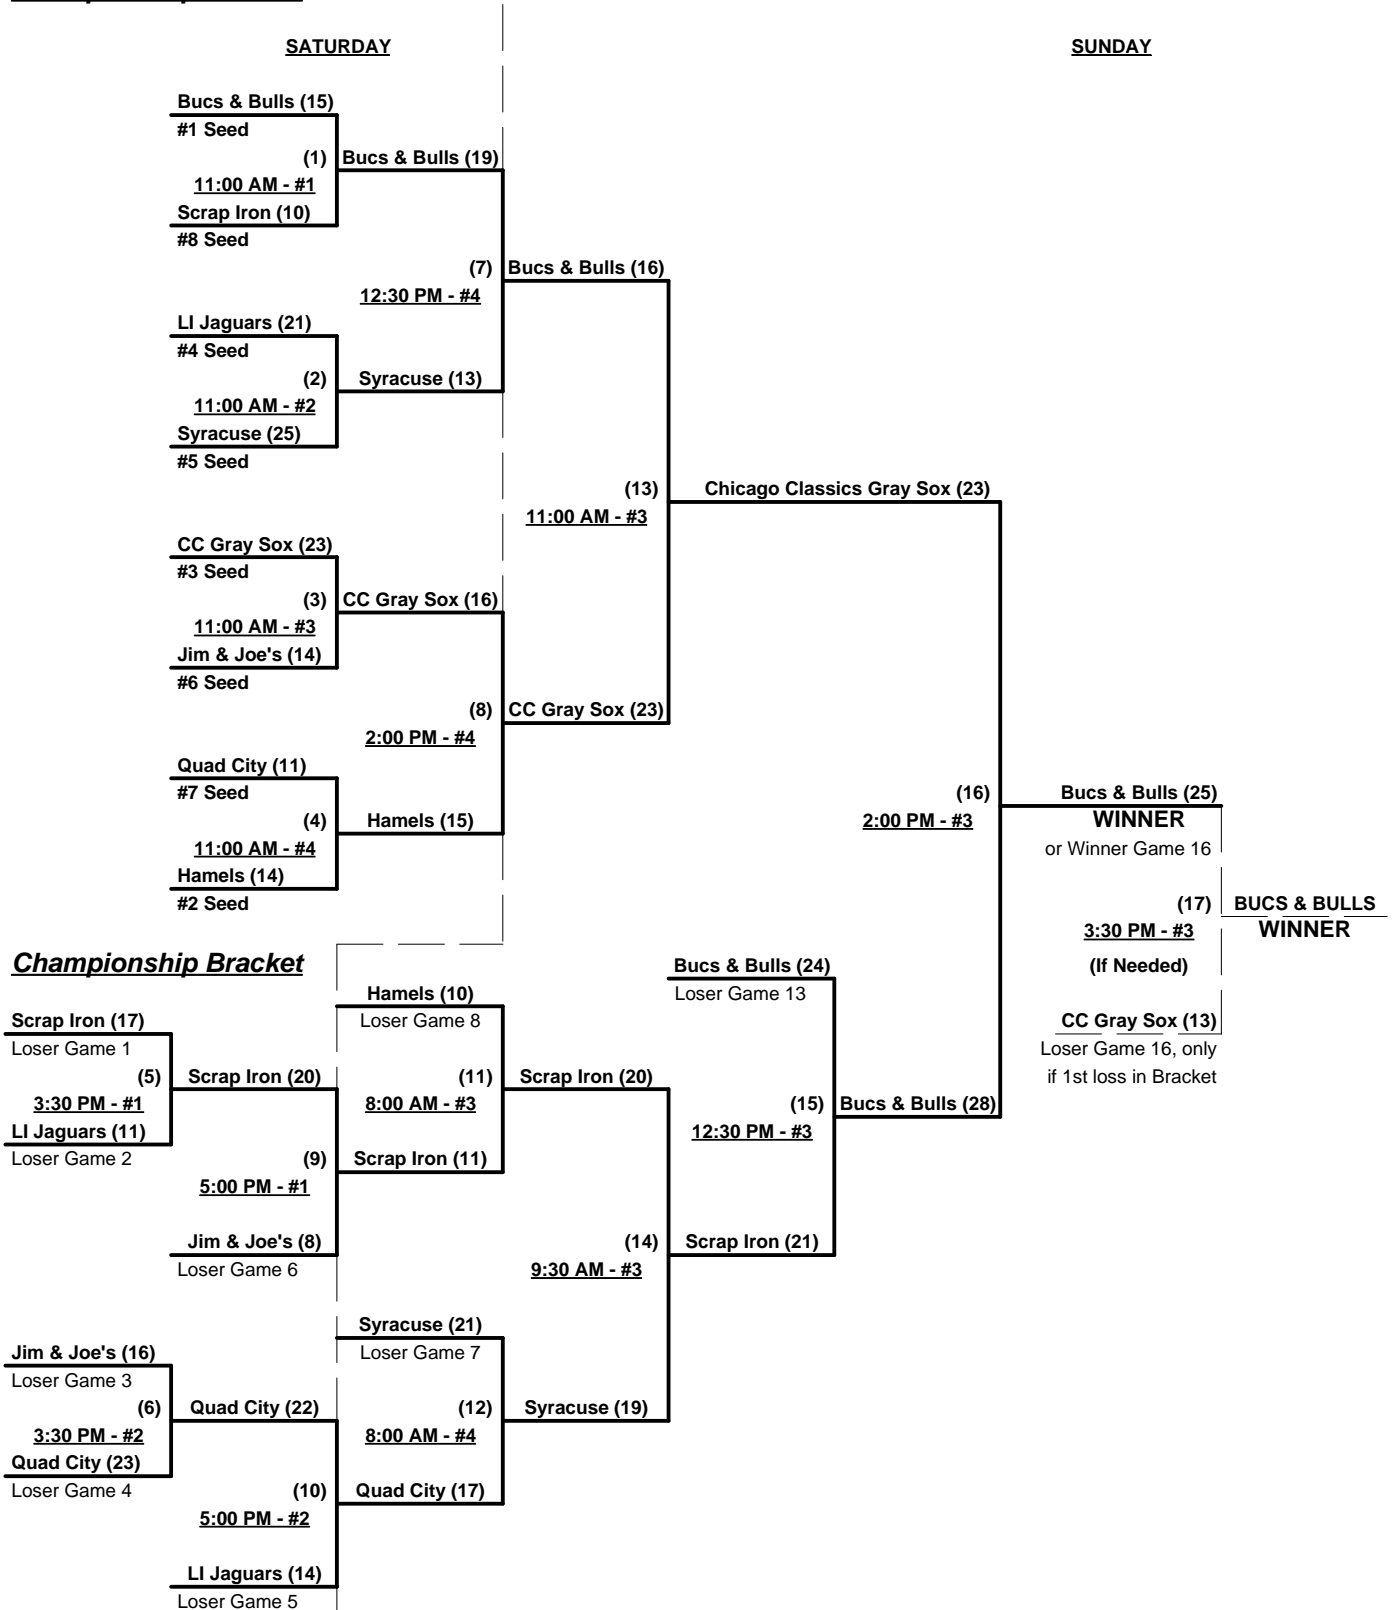 SATURDAY
SUNDAY
Bucs & Bulls (15)
#1 Seed
(1)
Bucs & Bulls (19)
11:00 AM - #1
Scrap Iron (10)
#8 Seed
(7)
Bucs & Bulls (16)
12:30 PM - #4
LI Jaguars (21)
#4 Seed
(2)
Syracuse (13)
11:00 AM - #2
Syracuse (25)
#5 Seed
(13)
Chicago Classics Gray Sox (23)
11:00 AM - #3
CC Gray Sox (23)
#3 Seed
(3)
CC Gray Sox (16)
11:00 AM - #3
Jim & Joe's (14)
#6 Seed
(8)
CC Gray Sox (23)
2:00 PM - #4
Quad City (11)
#7 Seed
(4)
Hamels (15)
11:00 AM - #4
Hamels (14)
#2 Seed
(16)
Bucs & Bulls (25)
2:00 PM - #3
WINNER
or Winner Game 16
(17)
BUCS & BULLS
3:30 PM - #3
WINNER
(If Needed)
CC Gray Sox (13)
Loser Game 16, only
if 1st loss in Bracket
Championship Bracket
Hamels (10)
Loser Game 8
Bucs & Bulls (24)
Loser Game 13
Scrap Iron (17)
Loser Game 1
(5)
Scrap Iron (20)
3:30 PM - #1
LI Jaguars (11)
Loser Game 2
(11)
Scrap Iron (20)
8:00 AM - #3
(9)
Scrap Iron (11)
5:00 PM - #1
(15)
Bucs & Bulls (28)
12:30 PM - #3
Jim & Joe's (8)
Loser Game 6
(14)
Scrap Iron (21)
9:30 AM - #3
Syracuse (21)
Loser Game 7
Jim & Joe's (16)
Loser Game 3
(6)
Quad City (22)
3:30 PM - #2
Quad City (23)
Loser Game 4
(12)
Syracuse (19)
8:00 AM - #4
(10)
Quad City (17)
5:00 PM - #2
LI Jaguars (14)
Loser Game 5